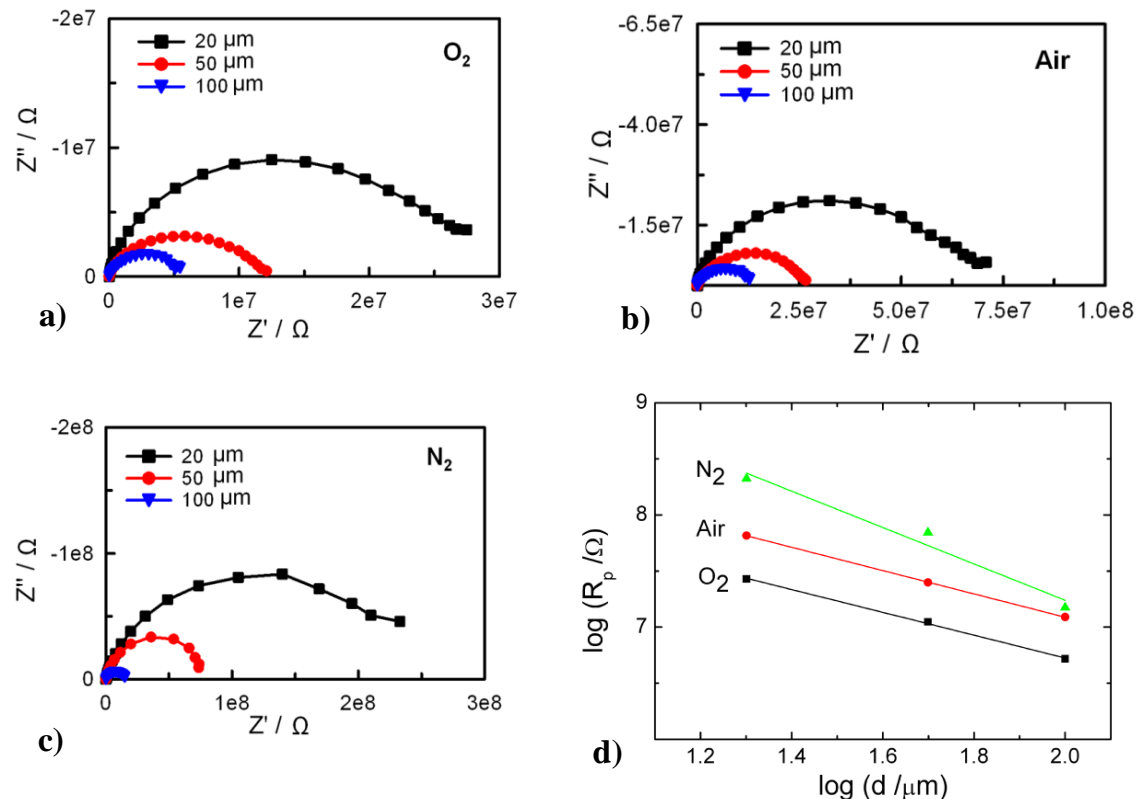 -2e7
20 µm
50 µm
100 µm
O2
-1e7
Z'' / Ω
0
0
1e7
2e7
3e7
Z' / Ω
a)
-6.5e7
20 µm
50 µm
100 µm
Air
-4.0e7
Z'' / Ω
-1.5e7
0
2.5e7
5.0e7
7.5e7
1.0e8
Z' / Ω
b)
-2e8
20 µm
50 µm
100 µm
N2
-1e8
Z'' / Ω
0
0
1e8
2e8
3e8
Z' / Ω
c)
9
N2
8
Air
O2
7
log (Rp /Ω)
1.2
1.4
1.6
1.8
2.0
log (d /µm)
d)